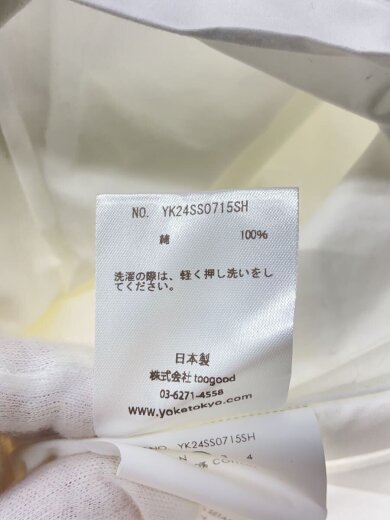 NO. YK24SS0715SH
綿 100%
洗濯の際は、軽く押し洗いをし
てください。
日本製
株式会社 toogood
03-6271-4558
www.yoketokyo.com
NO. YK24SS0715SH